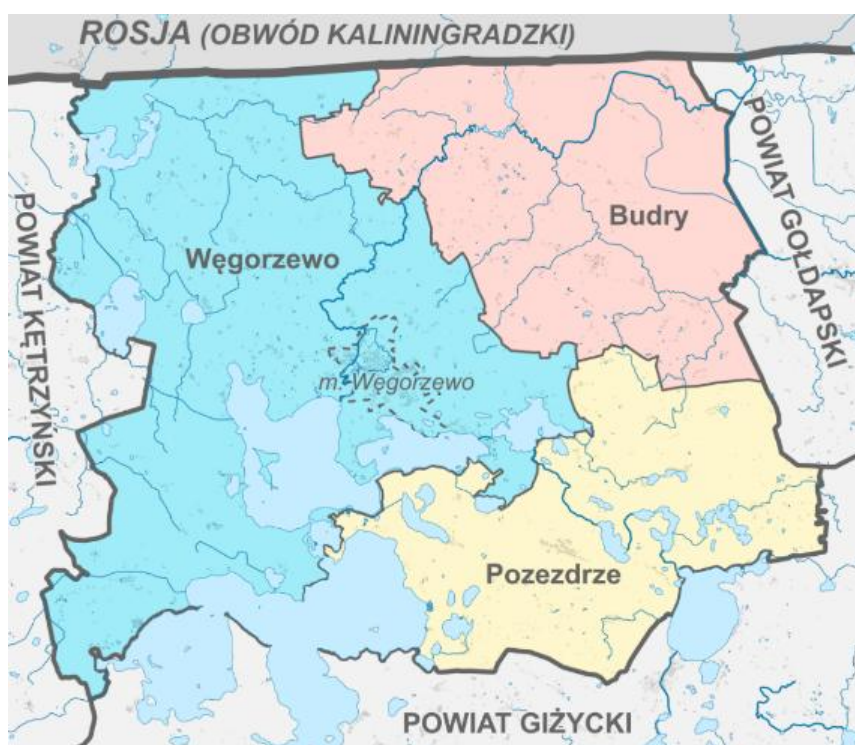 ROSJA (OBWÓD KALININGRADZKI)
POWIAT GOŁDAPSKI
Budry
POWIAT KĘTRZYŃSKI
Węgorzewo
m. Węgorzewo
Pozezdrze
POWIAT GIŻYCKI